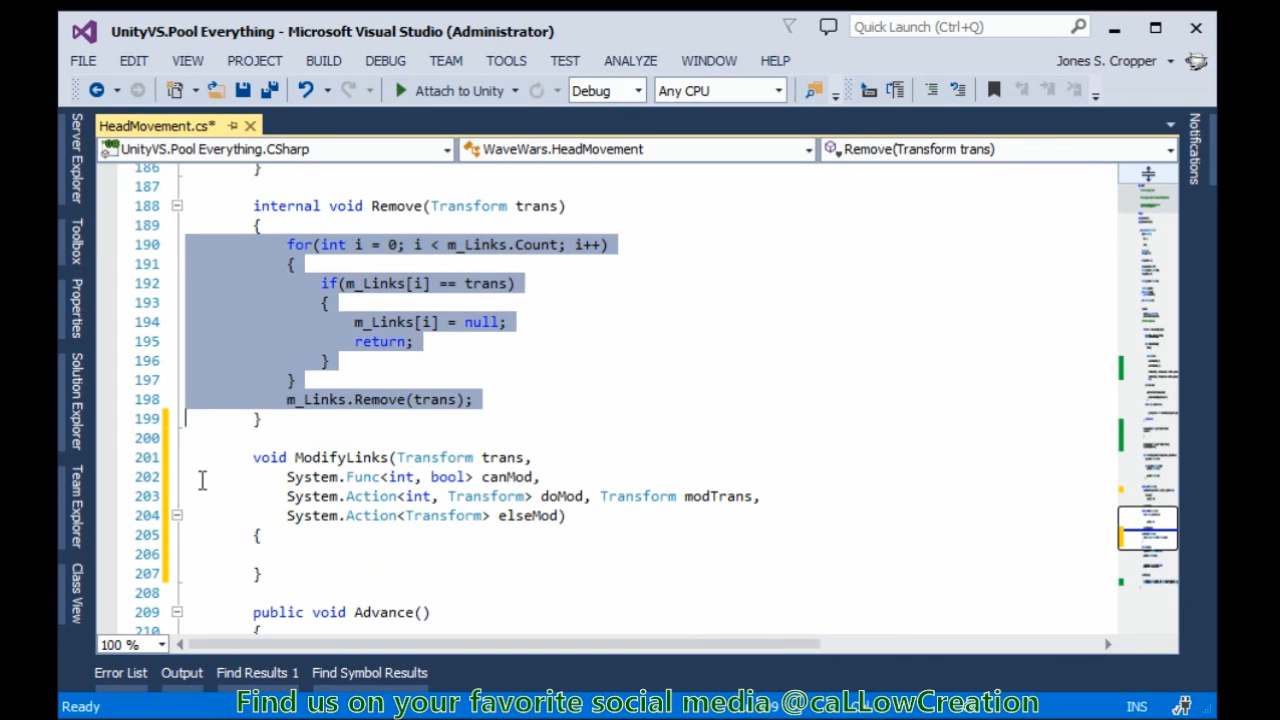 UnityVS.Pool Everything - Microsoft Visual Studio (Administrator)
Quick Launch (Ctrl+Q)
FILE EDIT VIEW PROJECT BUILD DEBUG TEAM TOOLS TEST ANALYZE WINDOW HELP
Jones S. Cropper
Attach to Unity
Debug
Any CPU
HeadMovement.cs*
UnityVS.Pool Everything.CSharp
WaveWars.HeadMovement
Remove(Transform trans)
Server Explorer
Toolbox
Properties
Solution Explorer
Team Explorer
Class View
Notifications
186 }
187
188 internal void Remove(Transform trans)
189 {
190 for(int i = 0; i < m_Links.Count; i++)
191 {
192 if(m_Links[i] == trans)
193 {
194 m_Links[i] = null;
195 return;
196 }
197 }
198 m_Links.Remove(trans);
199 }
200
201 void ModifyLinks(Transform trans,
202 System.Func<int, bool> canMod,
203 System.Action<int, Transform> doMod, Transform modTrans,
204 System.Action<Transform> elseMod)
205 {
206
207 }
208
209 public void Advance()
210 {
100 %
Error List Output Find Results 1 Find Symbol Results
Ready
INS
Find us on your favorite social media @caLLowCreation